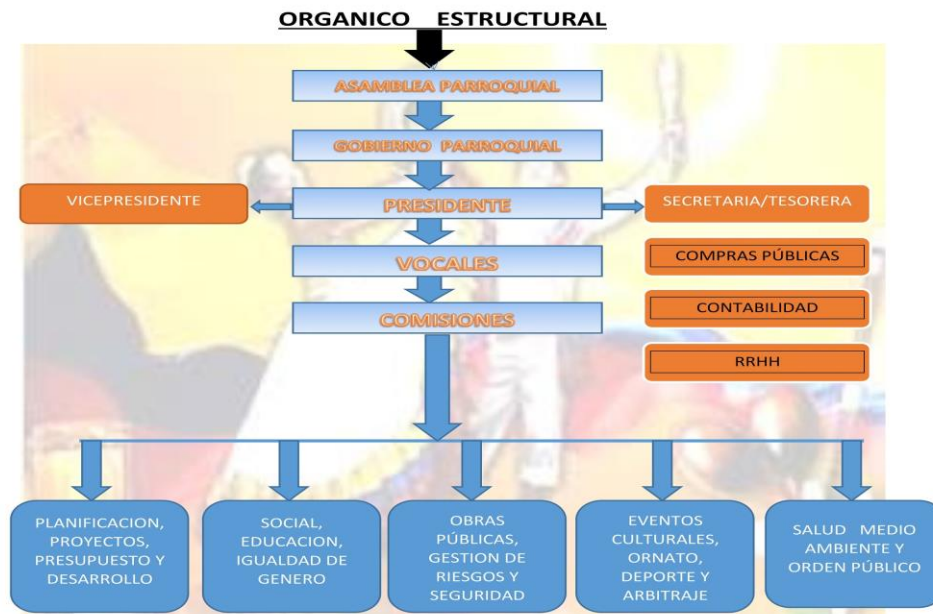 ORGANICO ESTRUCTURAL
ASAMBLEA PARROQUIAL
GOBIERNO PARROQUIAL
VICEPRESIDENTE
PRESIDENTE
SECRETARIA/TESORERA
VOCALES
COMPRAS PÚBLICAS
COMISIONES
CONTABILIDAD
RRHH
PLANIFICACION,
PROYECTOS,
PRESUPUESTO Y
DESARROLLO
SOCIAL,
EDUCACION,
IGUALDAD DE
GENERO
OBRAS
PÚBLICAS,
GESTION DE
RIESGOS Y
SEGURIDAD
EVENTOS
CULTURALES,
ORNATO,
DEPORTE Y
ARBITRAJE
SALUD MEDIO
AMBIENTE Y
ORDEN PÚBLICO